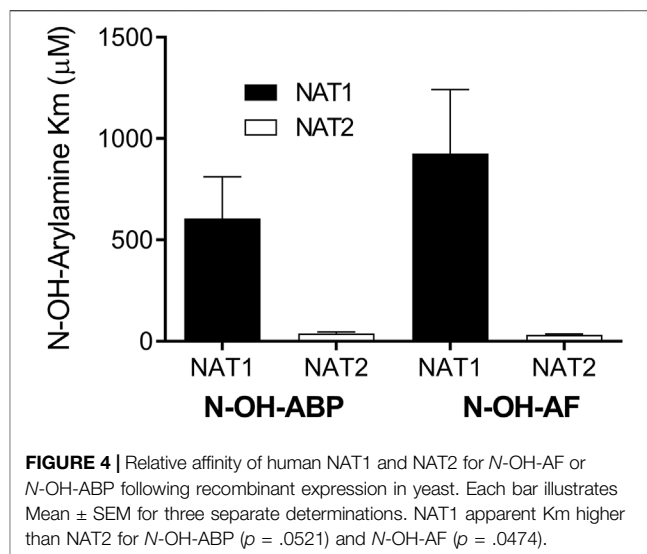 1500
1000
500
0
N-OH-Arylamine Km (μM)
NAT1
NAT2
NAT1 NAT2 NAT1 NAT2
N-OH-ABP N-OH-AF
FIGURE 4 | Relative affinity of human NAT1 and NAT2 for N-OH-AF or
N-OH-ABP following recombinant expression in yeast. Each bar illustrates
Mean ± SEM for three separate determinations. NAT1 apparent Km higher
than NAT2 for N-OH-ABP (p = .0521) and N-OH-AF (p = .0474).